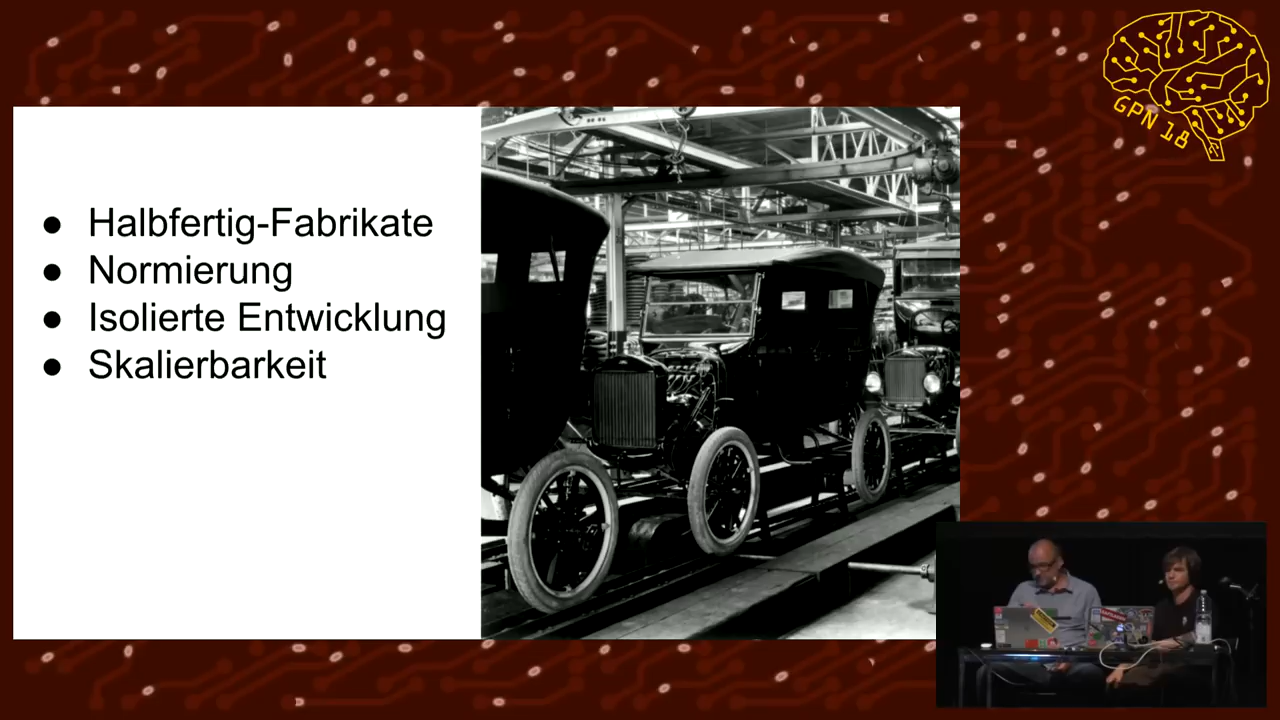 GPN 18
● Halbfertig-Fabrikate
● Normierung
● Isolierte Entwicklung
● Skalierbarkeit